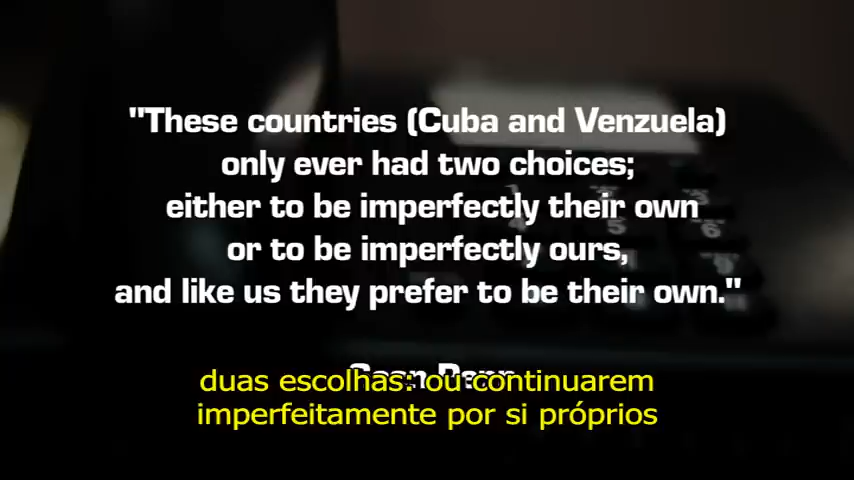 "These countries (Cuba and Venzuela)
only ever had two choices;
either to be imperfectly their own
or to be imperfectly ours,
and like us they prefer to be their own."
Sean Penn
duas escolhas: ou continuarem
imperfeitamente por si próprios